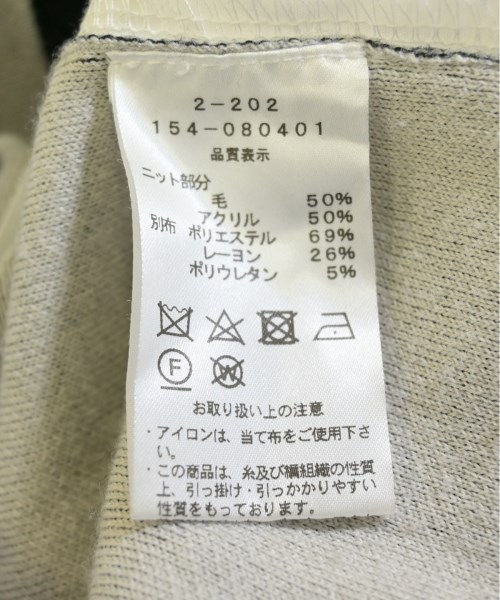 2-202
154-080401
品質表示
ニット部分
毛 50%
アクリル 50%
別布 ポリエステル 69%
レーヨン 26%
ポリウレタン 5%
F
W
お取り扱い上の注意
・アイロンは、当て布をご使用下さ
い。
・この商品は、糸及び編組織の性質
上、引っ掛け・引っかかりやすい
性質をもっております。